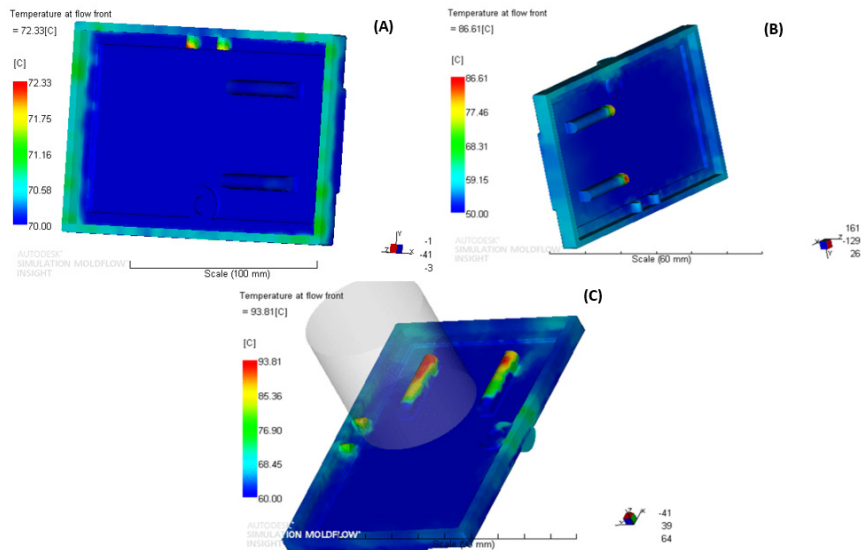 Temperature at flow front
(A)
= 72.33[C]
[C]
72.33
71.75
71.16
70.58
70.00
AUTODESK®
SIMULATION MOLDFLOW®
INSIGHT
Scale (100 mm)
Y
Z X
-1
-41
-3
Temperature at flow front
= 86.61[C]
(B)
[C]
86.61
77.46
68.31
59.15
50.00
AUTODESK®
SIMULATION MOLDFLOW®
INSIGHT
Scale (60 mm)
Z
X
Y
161
-129
26
Temperature at flow front
(C)
= 93.81[C]
[C]
93.81
85.36
76.90
68.45
60.00
AUTODESK®
SIMULATION MOLDFLOW®
INSIGHT
-41
39
64